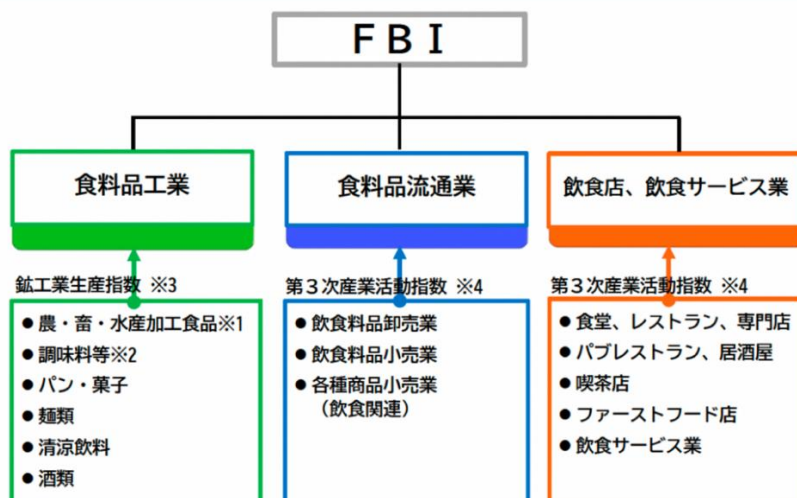 ＦＢＩ
食料品工業
食料品流通業
飲食店、飲食サービス業
鉱工業生産指数 ※3
● 農・畜・水産加工食品※1
● 調味料等※2
● パン・菓子
● 麺類
● 清涼飲料
● 酒類
第３次産業活動指数 ※4
● 飲食料品卸売業
● 飲食料品小売業
● 各種商品小売業
（飲食関連）
第３次産業活動指数 ※4
● 食堂、レストラン、専門店
● パブレストラン、居酒屋
● 喫茶店
● ファーストフード店
● 飲食サービス業